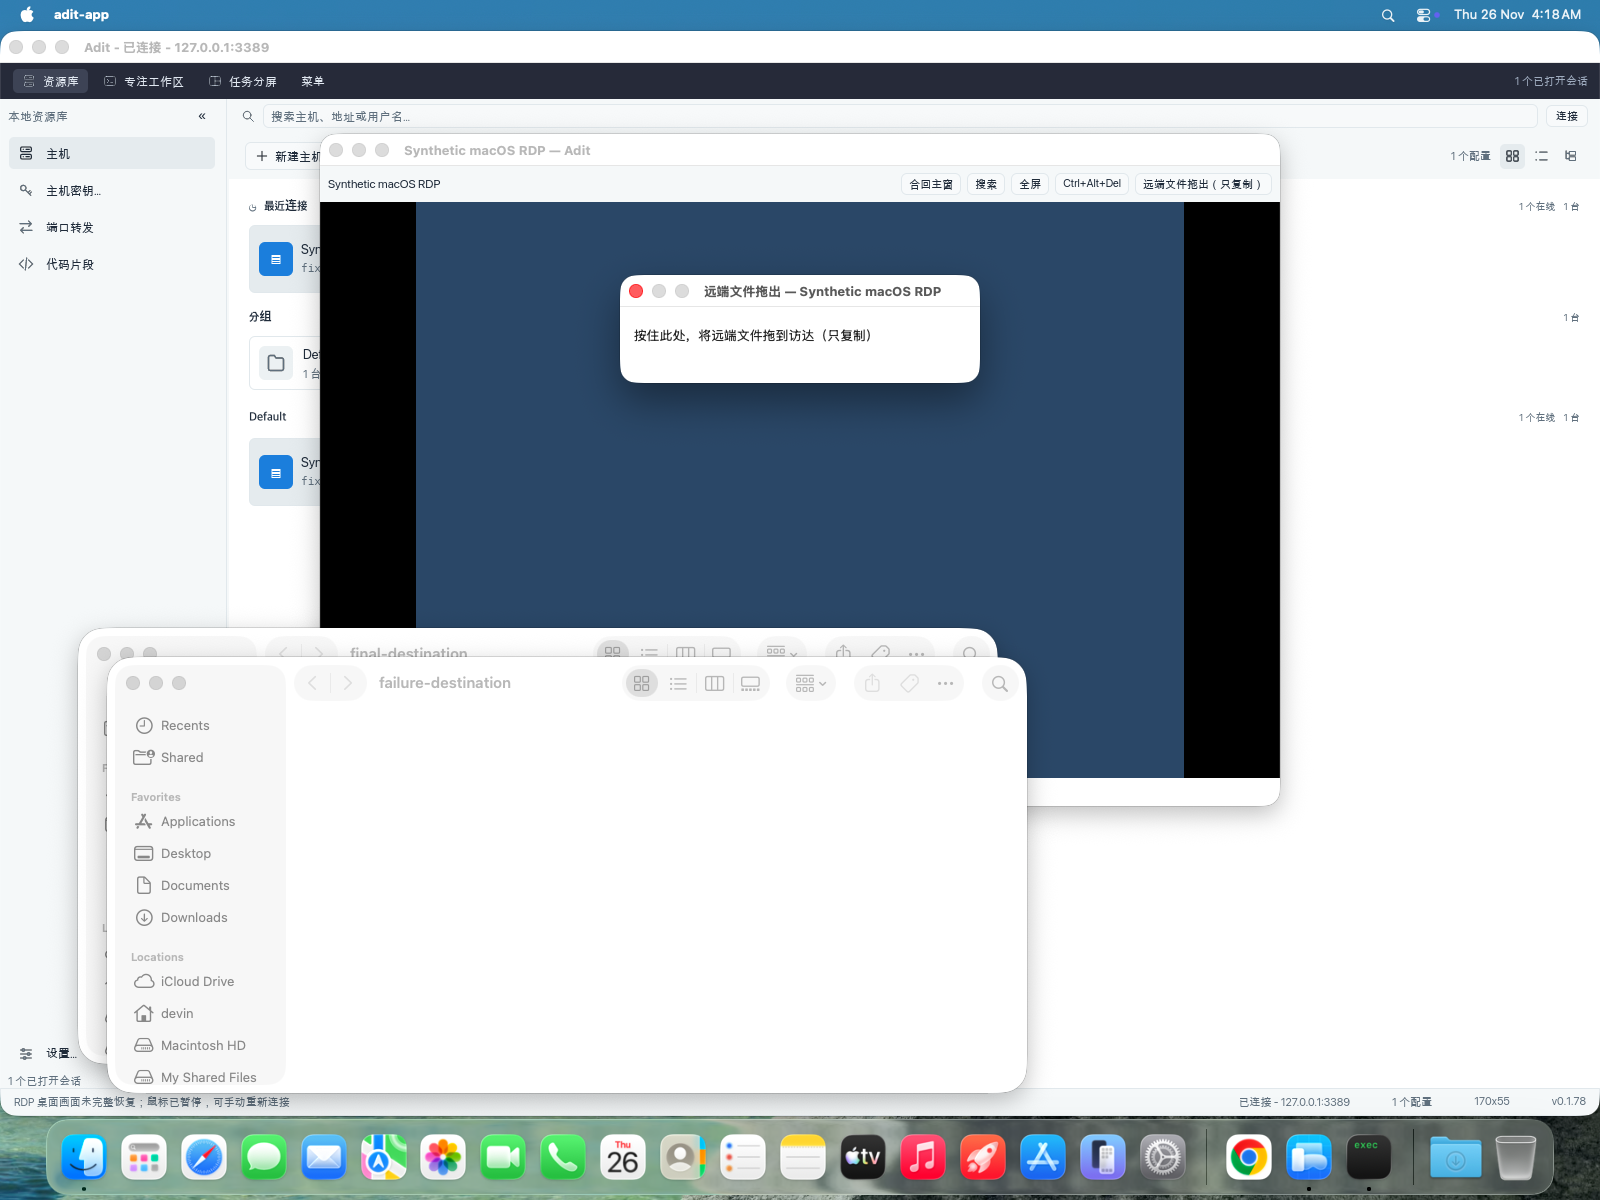 adit-app
Thu 26 Nov 4:18 AM
Adit - 已连接 - 127.0.0.1:3389
资源库
专注工作区
任务分屏
菜单
1 个已打开会话
本地资源库
«
搜索主机、地址或用户名...
连接
主机
主机密钥...
端口转发
代码片段
新建主机
1 个配置
最近连接
1 个在线 1 台
Syn
fix
分组
1 台
De
1 台
Default
1 个在线 1 台
Syn
fix
Synthetic macOS RDP — Adit
Synthetic macOS RDP
合回主窗
搜索
全屏
Ctrl+Alt+Del
远端文件拖出（只复制）
远端文件拖出 — Synthetic macOS RDP
按住此处，将远端文件拖到访达（只复制）
final-destination
failure-destination
Recents
Shared
Favorites
Applications
Desktop
Documents
Downloads
Locations
iCloud Drive
devin
Macintosh HD
My Shared Files
设置...
1 个已打开会话
RDP 桌面画面未完整恢复；鼠标已暂停，可手动重新连接
已连接 - 127.0.0.1:3389
1 个配置
170x55
v0.1.78
Thu
26
tv
exec